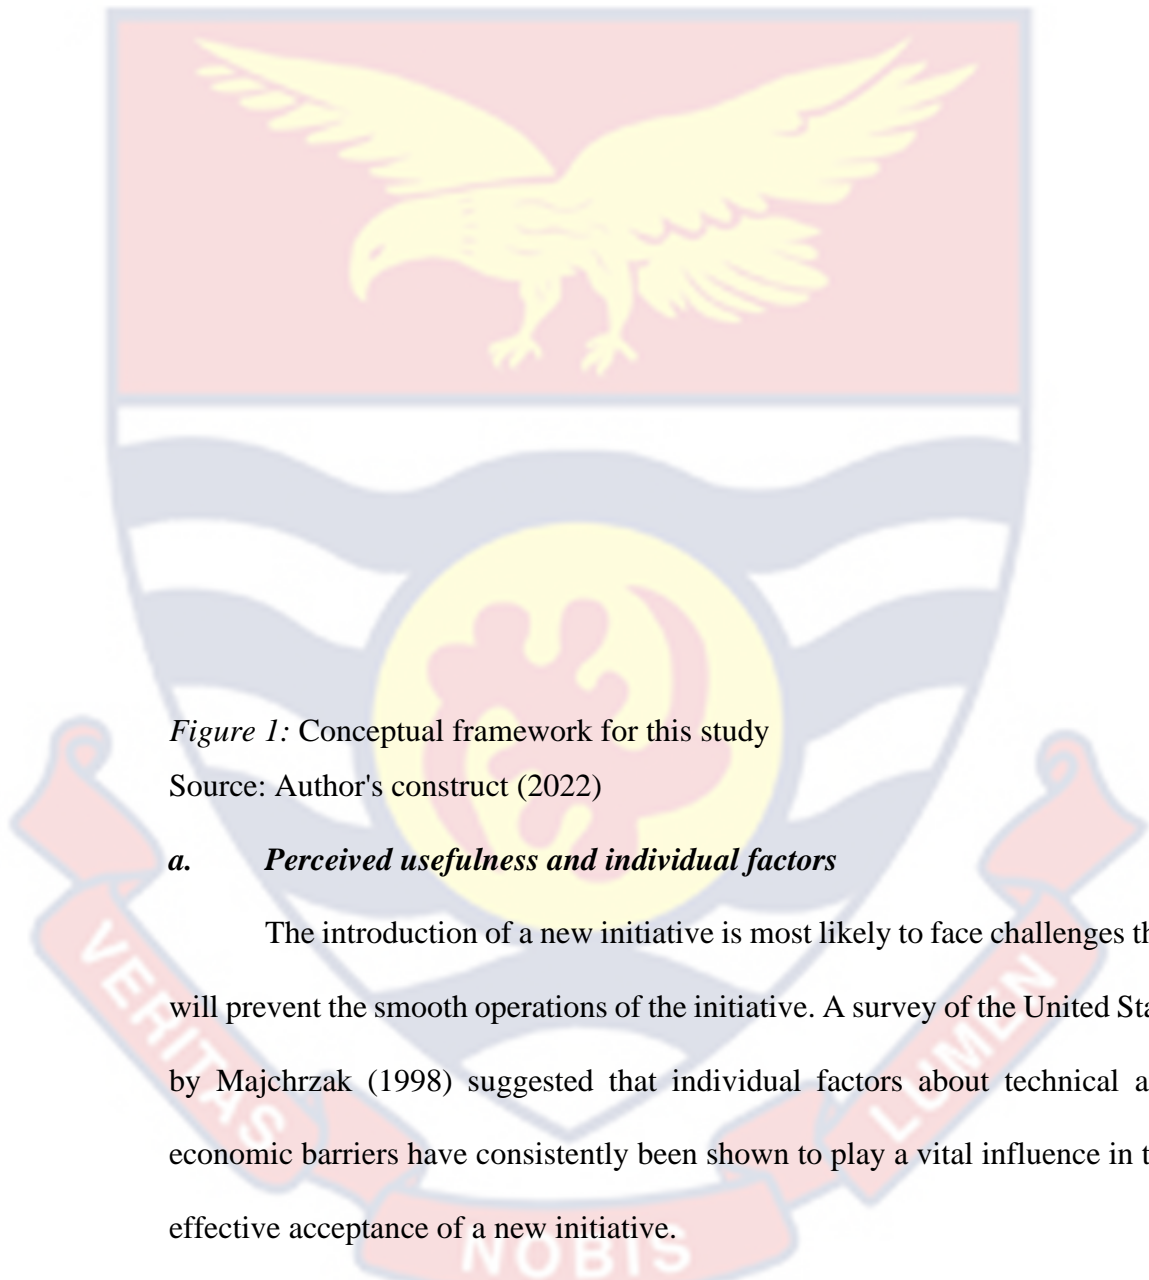 Figure 1: Conceptual framework for this study
Source: Author's construct (2022)
a. Perceived usefulness and individual factors
The introduction of a new initiative is most likely to face challenges th
will prevent the smooth operations of the initiative. A survey of the United Sta
by Majchrzak (1998) suggested that individual factors about technical a
economic barriers have consistently been shown to play a vital influence in t
effective acceptance of a new initiative.
VERITAS
NOBIS
LUMEN